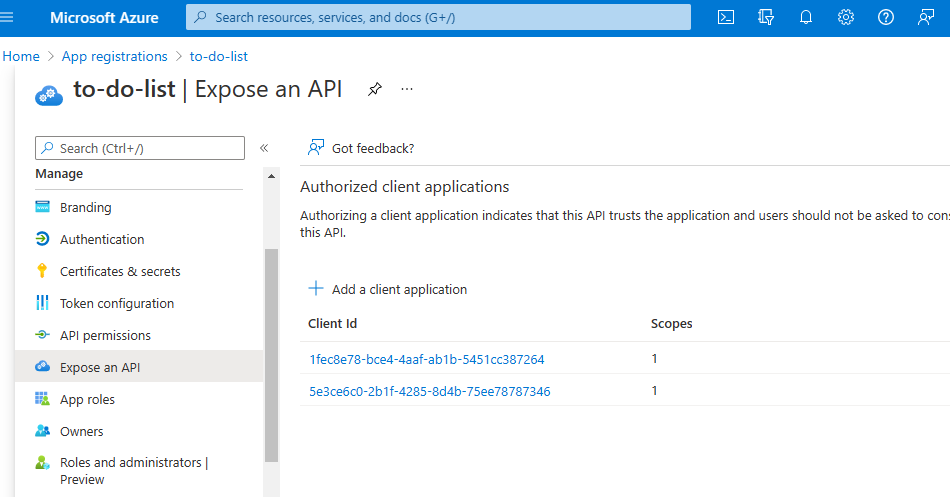 Microsoft Azure
Search resources, services, and docs (G+/)
Home > App registrations > to-do-list
to-do-list | Expose an API
Search (Ctrl+/)
«
Got feedback?
Manage
Branding
Authentication
Certificates & secrets
Token configuration
API permissions
Expose an API
App roles
Owners
Roles and administrators |
Preview
Authorized client applications
Authorizing a client application indicates that this API trusts the application and users should not be asked to con
this API.
Add a client application
Client Id Scopes
1fec8e78-bce4-4aaf-ab1b-5451cc387264 1
5e3ce6c0-2b1f-4285-8d4b-75ee78787346 1